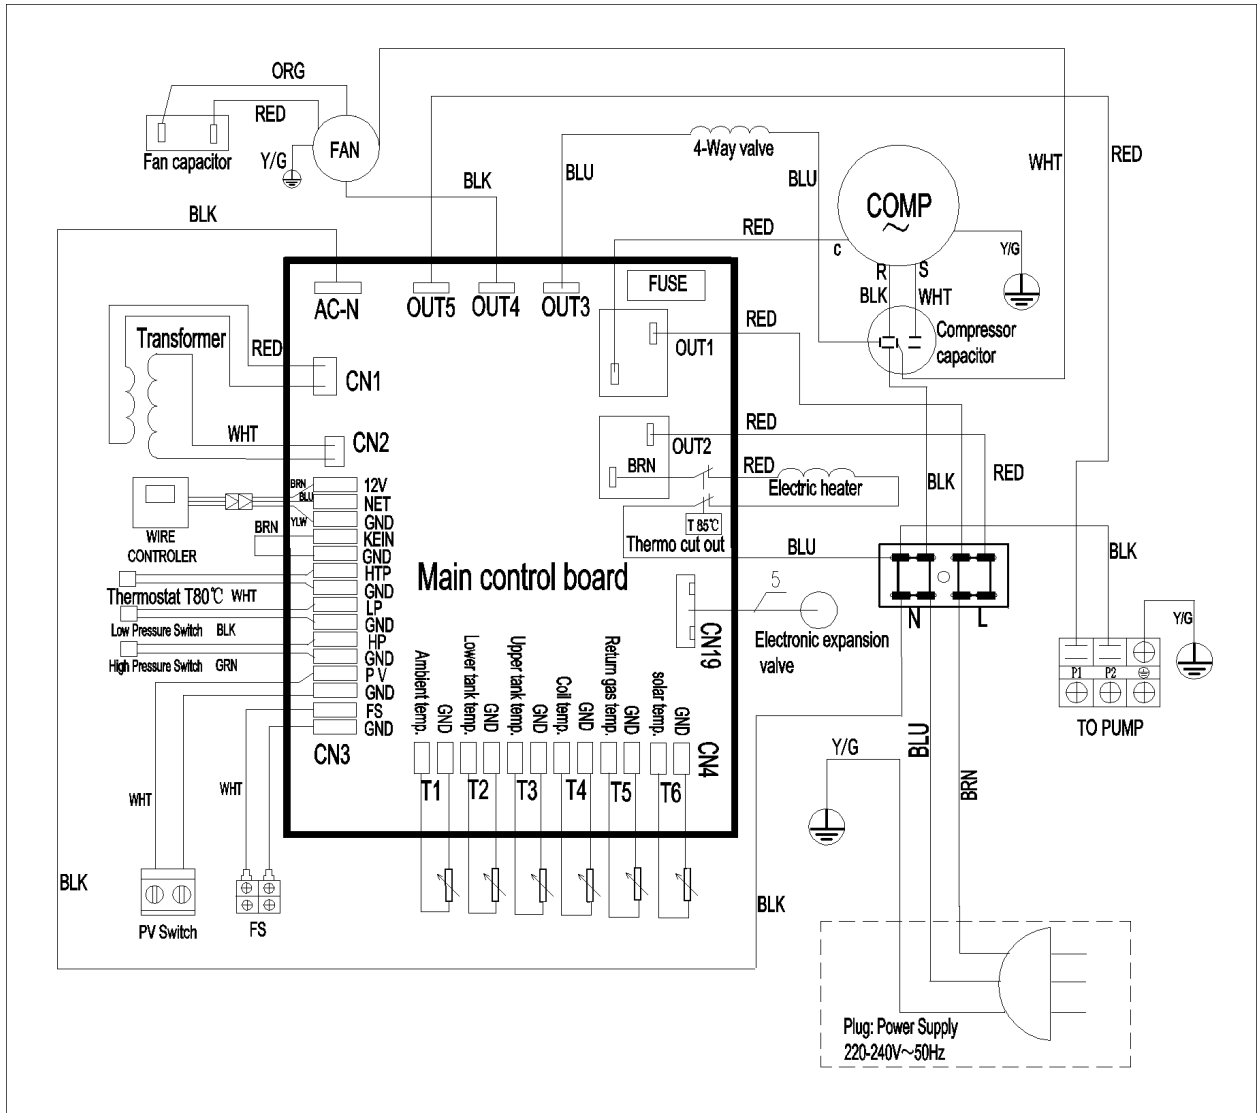 ORG
RED
Fan capacitor
Y/G
FAN
BLK
BLK
BLU
4-Way valve
BLU
COMP
WHT
RED
RED
C
R
S
Y/G
BLK
WHT
Compressor
capacitor
AC-N
OUT5
OUT4
OUT3
FUSE
OUT1
RED
Transformer
RED
CN1
WHT
CN2
OUT2
RED
BRN
RED
Electric heater
BLK
RED
T 85℃
Thermo cut out
BLU
BLK
WIRE
CONTROLER
BRN
BLU
YLW
BRN
12V
NET
GND
KEIN
GND
HTP
GND
LP
GND
HP
GND
PV
GND
FS
GND
CN3
Thermostat T80℃ WHT
Low Pressure Switch BLK
High Pressure Switch GRN
Main control board
5
Electronic expansion
valve
CN19
N
L
Y/G
P1
P2
TO PUMP
Ambient temp.
GND
Lower tank temp.
GND
Upper tank temp.
GND
Coil temp.
GND
Return gas temp.
GND
solar temp.
GND
CN4
T1
T2
T3
T4
T5
T6
WHT
WHT
Y/G
BLU
BRN
BLK
BLK
PV Switch
FS
Plug: Power Supply
220-240V～50Hz